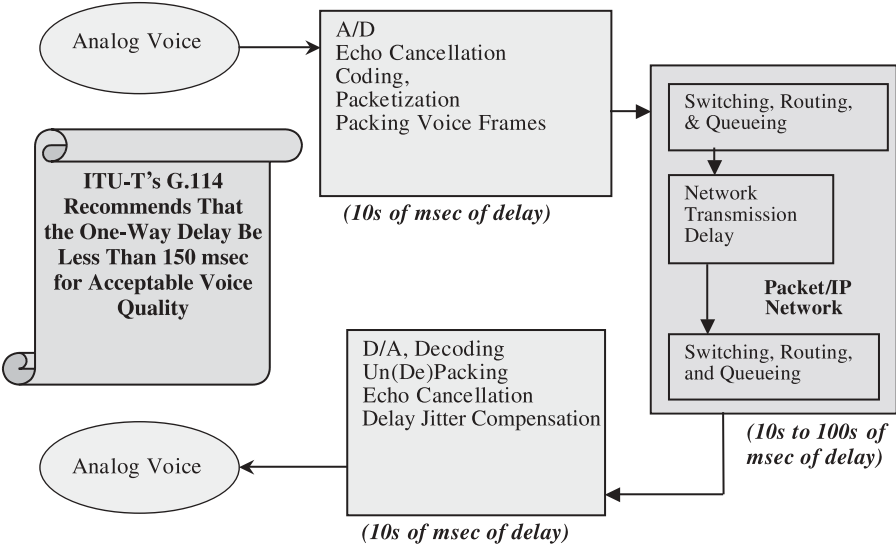 Analog Voice
A/D
Echo Cancellation
Coding,
Packetization
Packing Voice Frames
(10s of msec of delay)
Switching, Routing,
& Queueing
Network
Transmission
Delay
Packet/IP
Network
Switching, Routing,
and Queueing
(10s to 100s of
msec of delay)
ITU-T's G.114
Recommends That
the One-Way Delay Be
Less Than 150 msec
for Acceptable Voice
Quality
D/A, Decoding
Un(De)Packing
Echo Cancellation
Delay Jitter Compensation
(10s of msec of delay)
Analog Voice